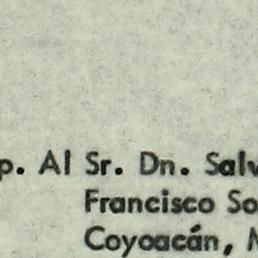 p. Al Sr. Dn. Salv
Francisco So
Coyoacán, M